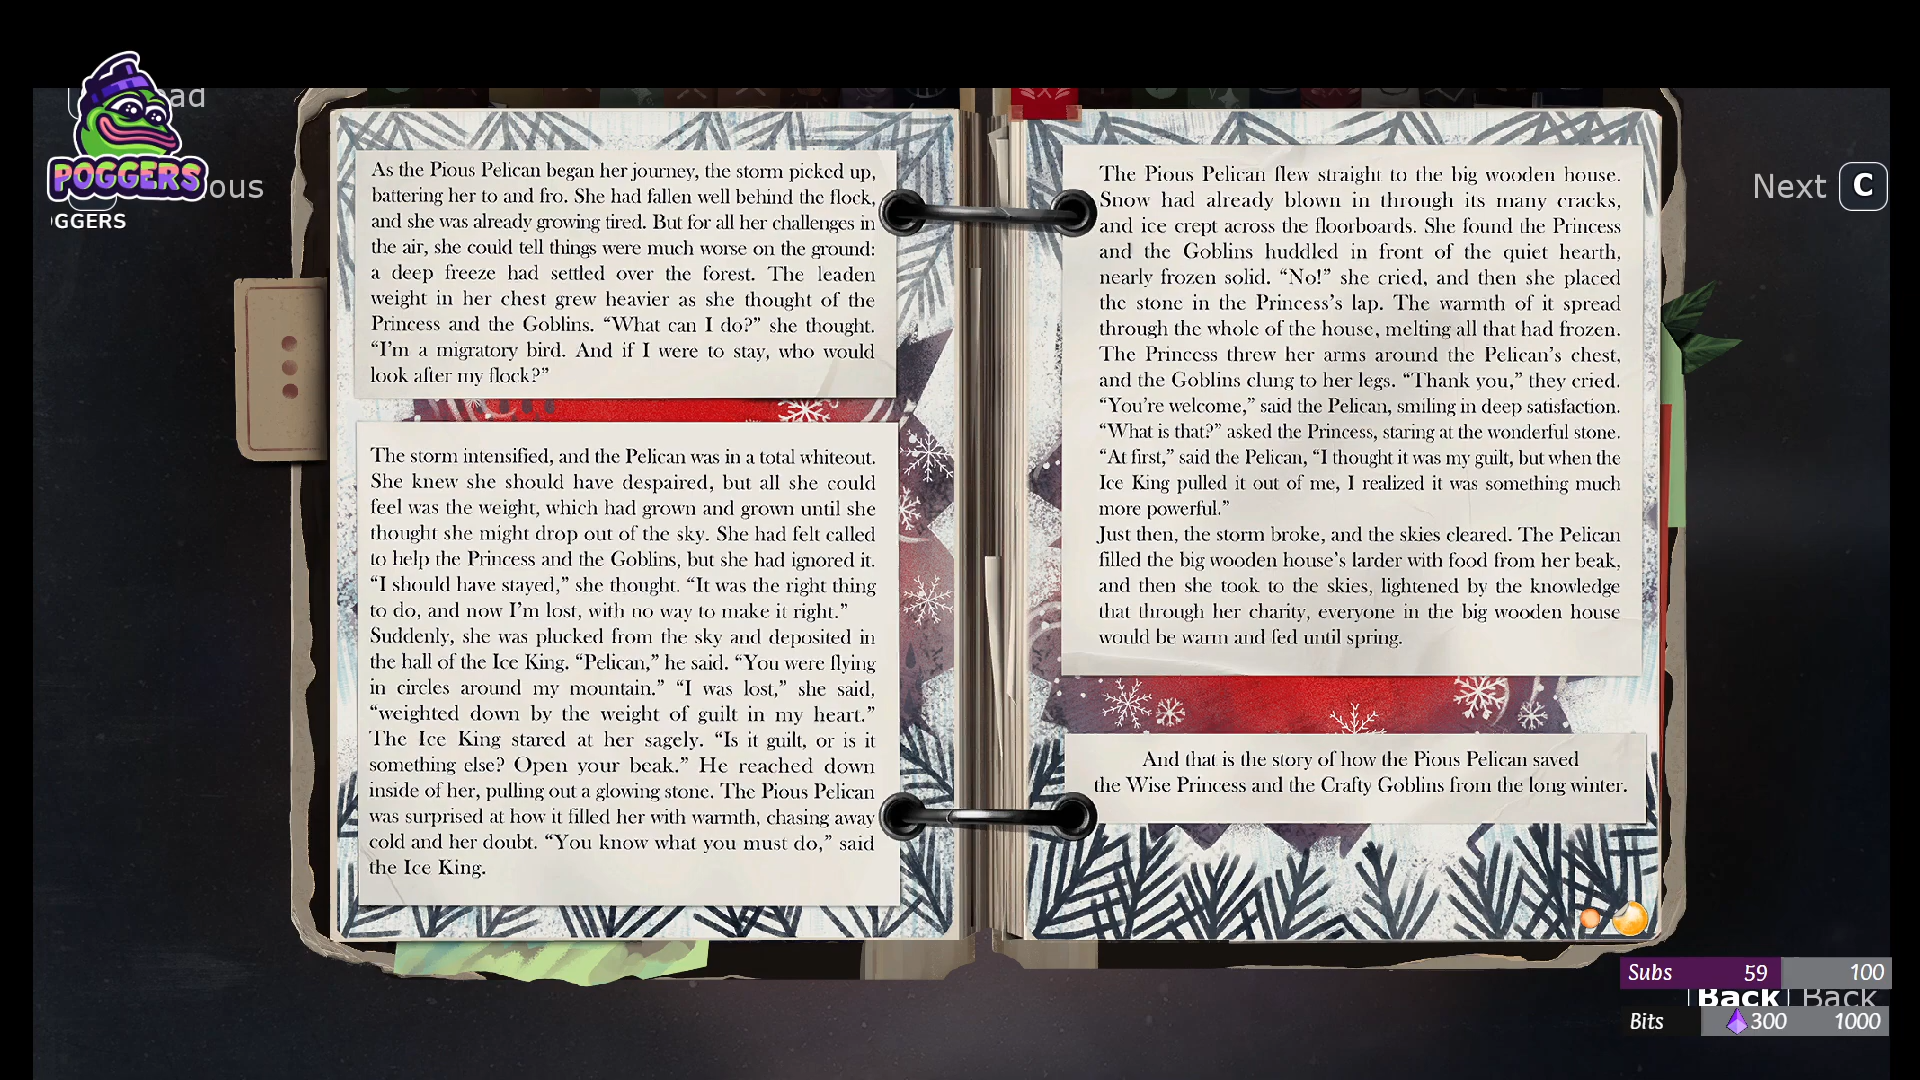 ad
POGGERS
ous
OGGERS
Next C
As the Pious Pelican began her journey, the storm picked up,
battering her to and fro. She had fallen well behind the flock,
and she was already growing tired. But for all her challenges in
the air, she could tell things were much worse on the ground:
a deep freeze had settled over the forest. The leaden
weight in her chest grew heavier as she thought of the
Princess and the Goblins. “What can I do?” she thought.
“I’m a migratory bird. And if I were to stay, who would
look after my flock?”
The storm intensified, and the Pelican was in a total whiteout.
She knew she should have despaired, but all she could
feel was the weight, which had grown and grown until she
thought she might drop out of the sky. She had felt called
to help the Princess and the Goblins, but she had ignored it.
“I should have stayed,” she thought. “It was the right thing
to do, and now I’m lost, with no way to make it right.”
Suddenly, she was plucked from the sky and deposited in
the hall of the Ice King. “Pelican,” he said. “You were flying
in circles around my mountain.” “I was lost,” she said,
“weighted down by the weight of guilt in my heart.”
The Ice King stared at her sagely. “Is it guilt, or is it
something else? Open your beak.” He reached down
inside of her, pulling out a glowing stone. The Pious Pelican
was surprised at how it filled her with warmth, chasing away
cold and her doubt. “You know what you must do,” said
the Ice King.
The Pious Pelican flew straight to the big wooden house.
Snow had already blown in through its many cracks,
and ice crept across the floorboards. She found the Princess
and the Goblins huddled in front of the quiet hearth,
nearly frozen solid. “No!” she cried, and then she placed
the stone in the Princess’s lap. The warmth of it spread
through the whole of the house, melting all that had frozen.
The Princess threw her arms around the Pelican’s chest,
and the Goblins clung to her legs. “Thank you,” they cried.
“You’re welcome,” said the Pelican, smiling in deep satisfaction.
“What is that?” asked the Princess, staring at the wonderful stone.
“At first,” said the Pelican, “I thought it was my guilt, but when the
Ice King pulled it out of me, I realized it was something much
more powerful.”
Just then, the storm broke, and the skies cleared. The Pelican
filled the big wooden house’s larder with food from her beak,
and then she took to the skies, lightened by the knowledge
that through her charity, everyone in the big wooden house
would be warm and fed until spring.
And that is the story of how the Pious Pelican saved
the Wise Princess and the Crafty Goblins from the long winter.
Subs 59 100
Back Back
Bits 300 1000